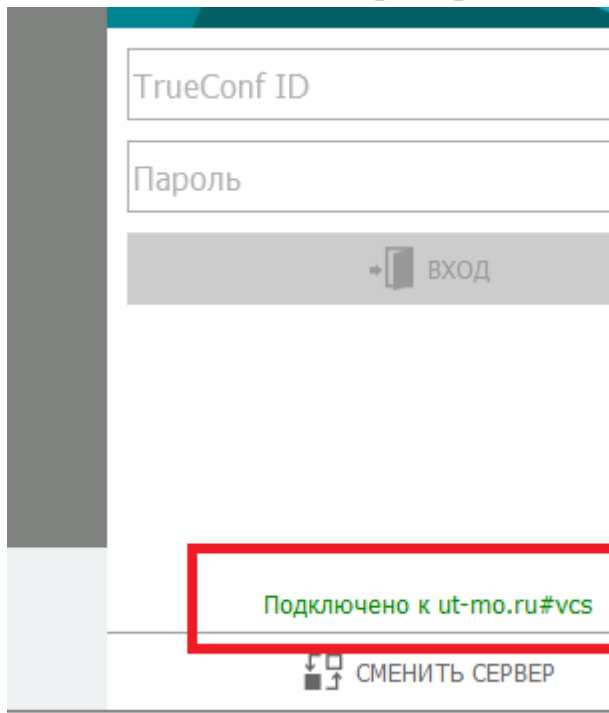 TrueConf ID
Пароль
ВХОД
Подключено к ut-mo.ru#vcs
СМЕНИТЬ СЕРВЕР